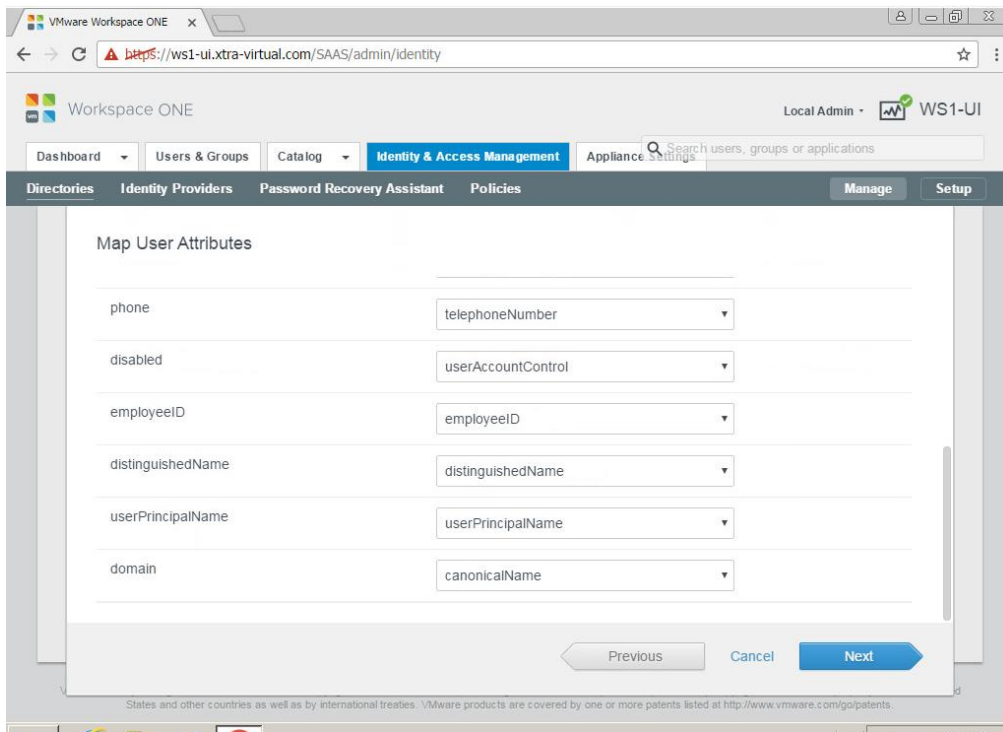 VMware Workspace ONE
https://ws1-ui.xtra-virtual.com/SAAS/admin/identity
vm Workspace ONE
Local Admin WS1-UI
Dashboard Users & Groups Catalog Identity & Access Management Appliance Settings Search users, groups or applications
Directories Identity Providers Password Recovery Assistant Policies Manage Setup
Map User Attributes
phone telephoneNumber
disabled userAccountControl
employeeID employeeID
distinguishedName distinguishedName
userPrincipalName userPrincipalName
domain canonicalName
Previous Cancel Next
States and other countries as well as by international treaties. VMware products are covered by one or more patents listed at http://www.vmware.com/go/patents.